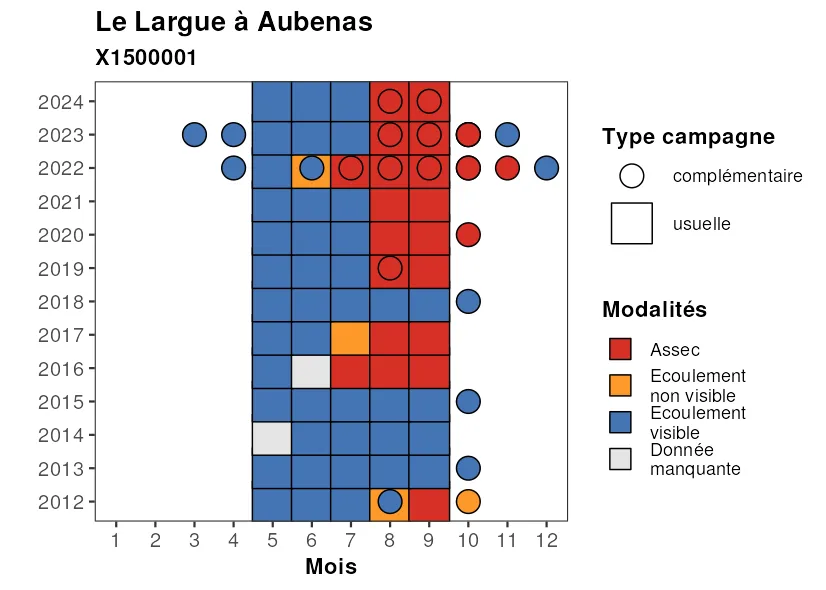 Le Largue à Aubenas
X1500001
2024
2023
2022
2021
2020
2019
2018
2017
2016
2015
2014
2013
2012
1 2 3 4 5 6 7 8 9 10 11 12
Mois
Type campagne
complémentaire
usuelle
Modalités
Assec
Ecoulement
non visible
Ecoulement
visible
Donnée
manquante